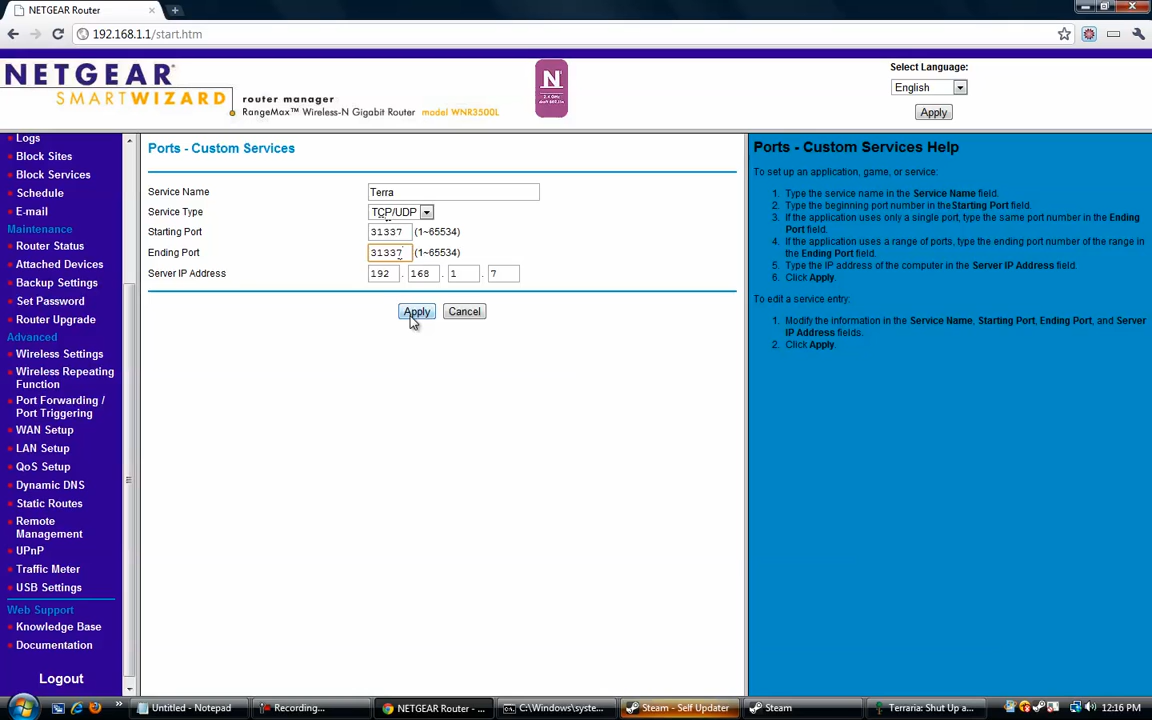 NETGEAR Router
192.168.1.1/start.htm
NETGEAR
SMARTWIZARD
router manager
RangeMax™ Wireless-N Gigabit Router model WNR3500L
N
Select Language:
English
Apply
Logs
Block Sites
Block Services
Schedule
E-mail
Maintenance
Router Status
Attached Devices
Backup Settings
Set Password
Router Upgrade
Advanced
Wireless Settings
Wireless Repeating
Function
Port Forwarding /
Port Triggering
WAN Setup
LAN Setup
QoS Setup
Dynamic DNS
Static Routes
Remote
Management
UPnP
Traffic Meter
USB Settings
Web Support
Knowledge Base
Documentation
Logout
Ports - Custom Services
Service Name Terra
Service Type TCP/UDP
Starting Port 31337 (1~65534)
Ending Port 31337 (1~65534)
Server IP Address 192 . 168 . 1 . 7
Apply Cancel
Ports - Custom Services Help
To set up an application, game, or service:
1. Type the service name in the Service Name field.
2. Type the beginning port number in theStarting Port field.
3. If the application uses only a single port, type the same port number in the Ending
Port field.
4. If the application uses a range of ports, type the ending port number of the range in
the Ending Port field.
5. Type the IP address of the computer in the Server IP Address field.
6. Click Apply.
To edit a service entry:
1. Modify the information in the Service Name, Starting Port, Ending Port, and Server
IP Address fields.
2. Click Apply.
Untitled - Notepad
Recording...
NETGEAR Router - ...
C:\Windows\syste...
Steam - Self Updater
Steam
Terraria: Shut Up a...
12:16 PM